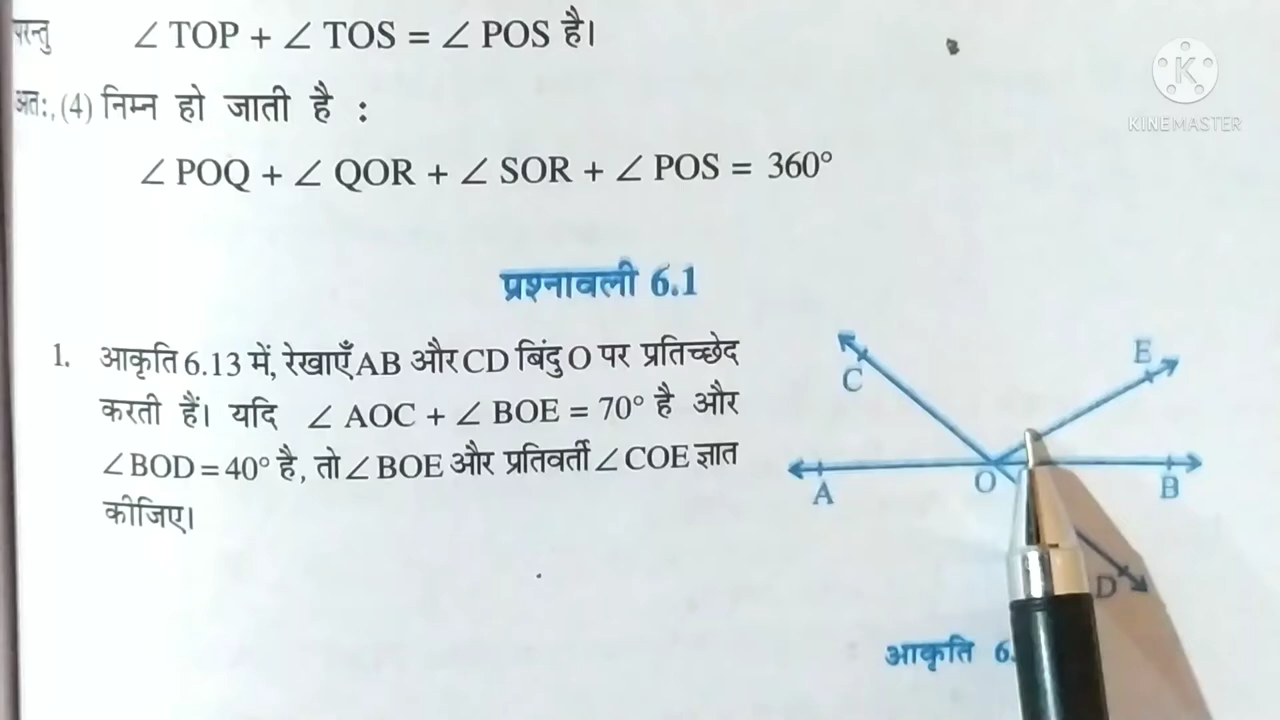 परन्तु ∠ TOP + ∠ TOS = ∠ POS है।
अतः, (4) निम्न हो जाती है :
∠ POQ + ∠ QOR + ∠ SOR + ∠ POS = 360°
प्रश्नावली 6.1
1. आकृति 6.13 में, रेखाएँ AB और CD बिंदु O पर प्रतिच्छेद
करती हैं। यदि ∠ AOC + ∠ BOE = 70° है और
∠BOD = 40° है, तो ∠ BOE और प्रतिवर्ती ∠ COE ज्ञात
कीजिए।
C
E
A
O
B
D
आकृति 6.
K
KINEMASTER